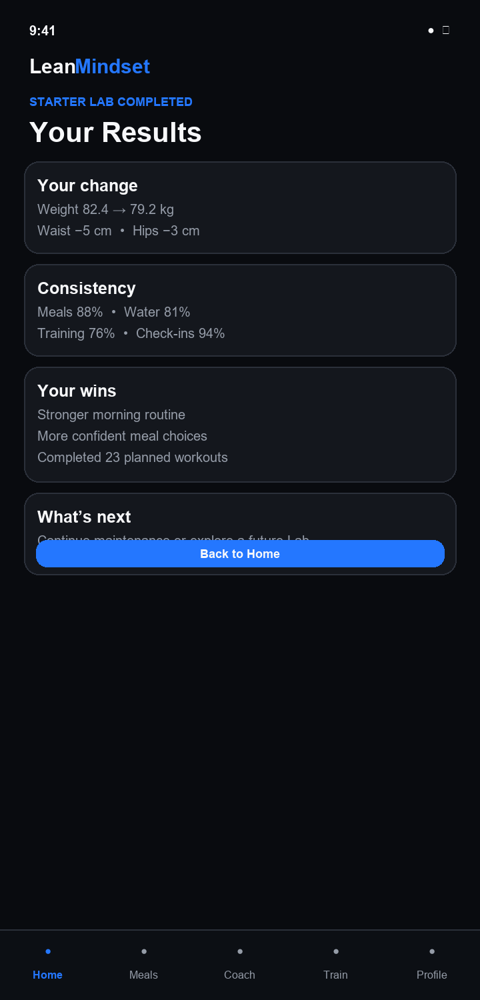 9:41
LeanMindset
STARTER LAB COMPLETED
Your Results
Your change
Weight 82.4 → 79.2 kg
Waist −5 cm • Hips −3 cm
Consistency
Meals 88% • Water 81%
Training 76% • Check-ins 94%
Your wins
Stronger morning routine
More confident meal choices
Completed 23 planned workouts
What’s next
Continue maintenance or explore a future Lab
Back to Home
Home
Meals
Coach
Train
Profile